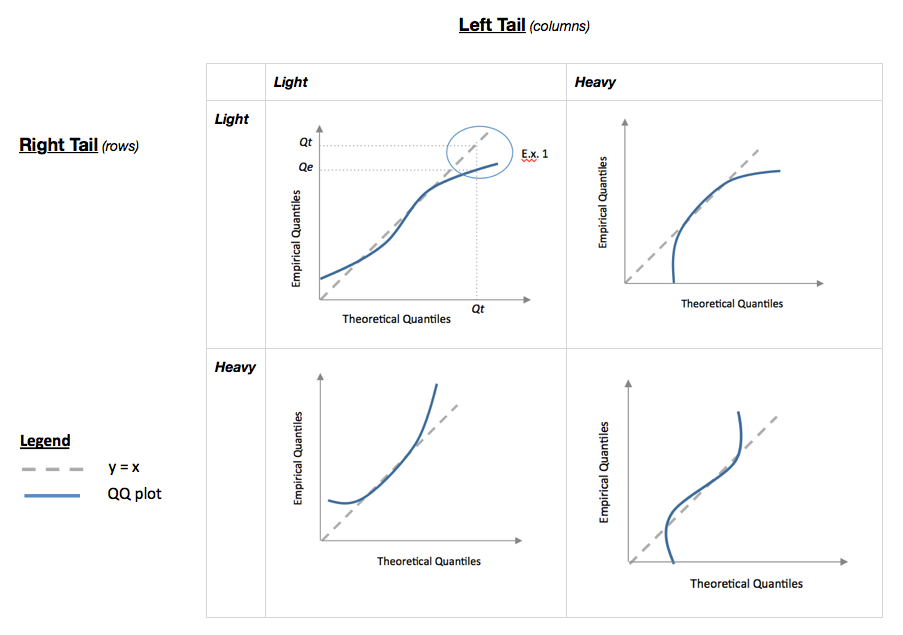 Left Tail (columns)
Light
Heavy
Light
Right Tail (rows)
Qt
Qe
E.x. 1
Empirical Quantiles
Qt
Theoretical Quantiles
Empirical Quantiles
Theoretical Quantiles
Heavy
Empirical Quantiles
Theoretical Quantiles
Empirical Quantiles
Theoretical Quantiles
Legend
y = x
QQ plot